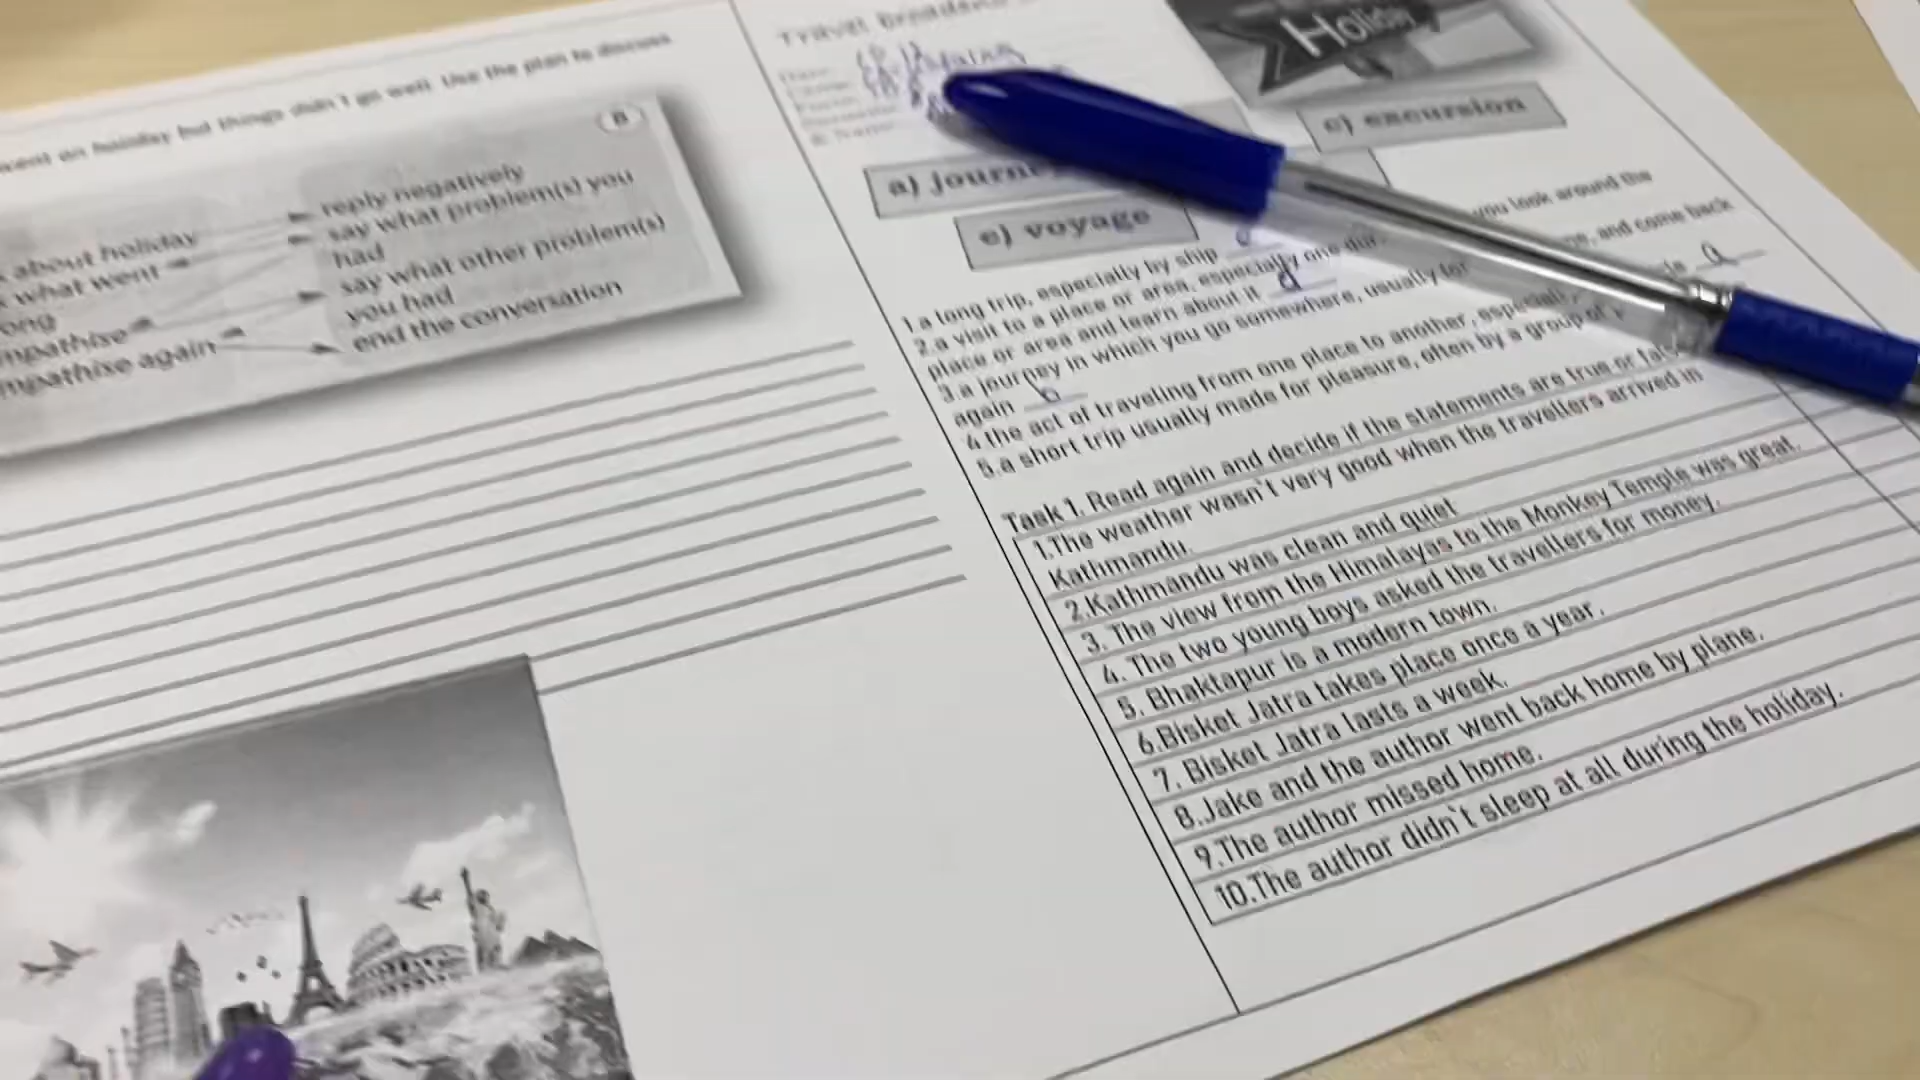 went on holiday but things didn't go well. Use the plan to discuss
B
about holiday
what went
ong
mpathise
mpathise again
reply negatively
say what problem(s) you
had
say what other problem(s)
you had
end the conversation
Travel broadens
Holiday
a) journey
c) excursion
e) voyage
1.a long trip, especially by ship e
2.a visit to a place or area, especially one you look around the
place or area and learn about it d
3.a journey in which you go somewhere, usually for and come back
again b
4.the act of traveling from one place to another, a
5.a short trip usually made for pleasure, often by a group of
Task 1. Read again and decide if the statements are true or
1.The weather wasn`t very good when the travellers arrived in
Kathmandu.
2.Kathmandu was clean and quiet
3. The view from the Himalayas to the Monkey Temple was great.
4. The two young boys asked the travellers for money.
5. Bhaktapur is a modern town.
6.Bisket Jatra takes place once a year.
7. Bisket Jatra lasts a week.
8.Jake and the author went back home by plane.
9.The author missed home.
10.The author didn`t sleep at all during the holiday.